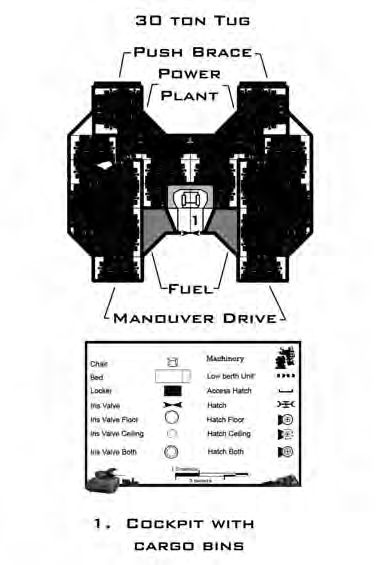 30 ton Tug
Push Brace
Power
Plant
1
Fuel
Manouver Drive
Chair
Machinery
Bed
Low berth Unit
Locker
Access Hatch
Iris Valve
Hatch
Iris Valve Floor
Hatch Floor
Iris Valve Ceiling
Hatch Ceiling
Iris Valve Both
Hatch Both
3 meters
1. Cockpit with
cargo bins